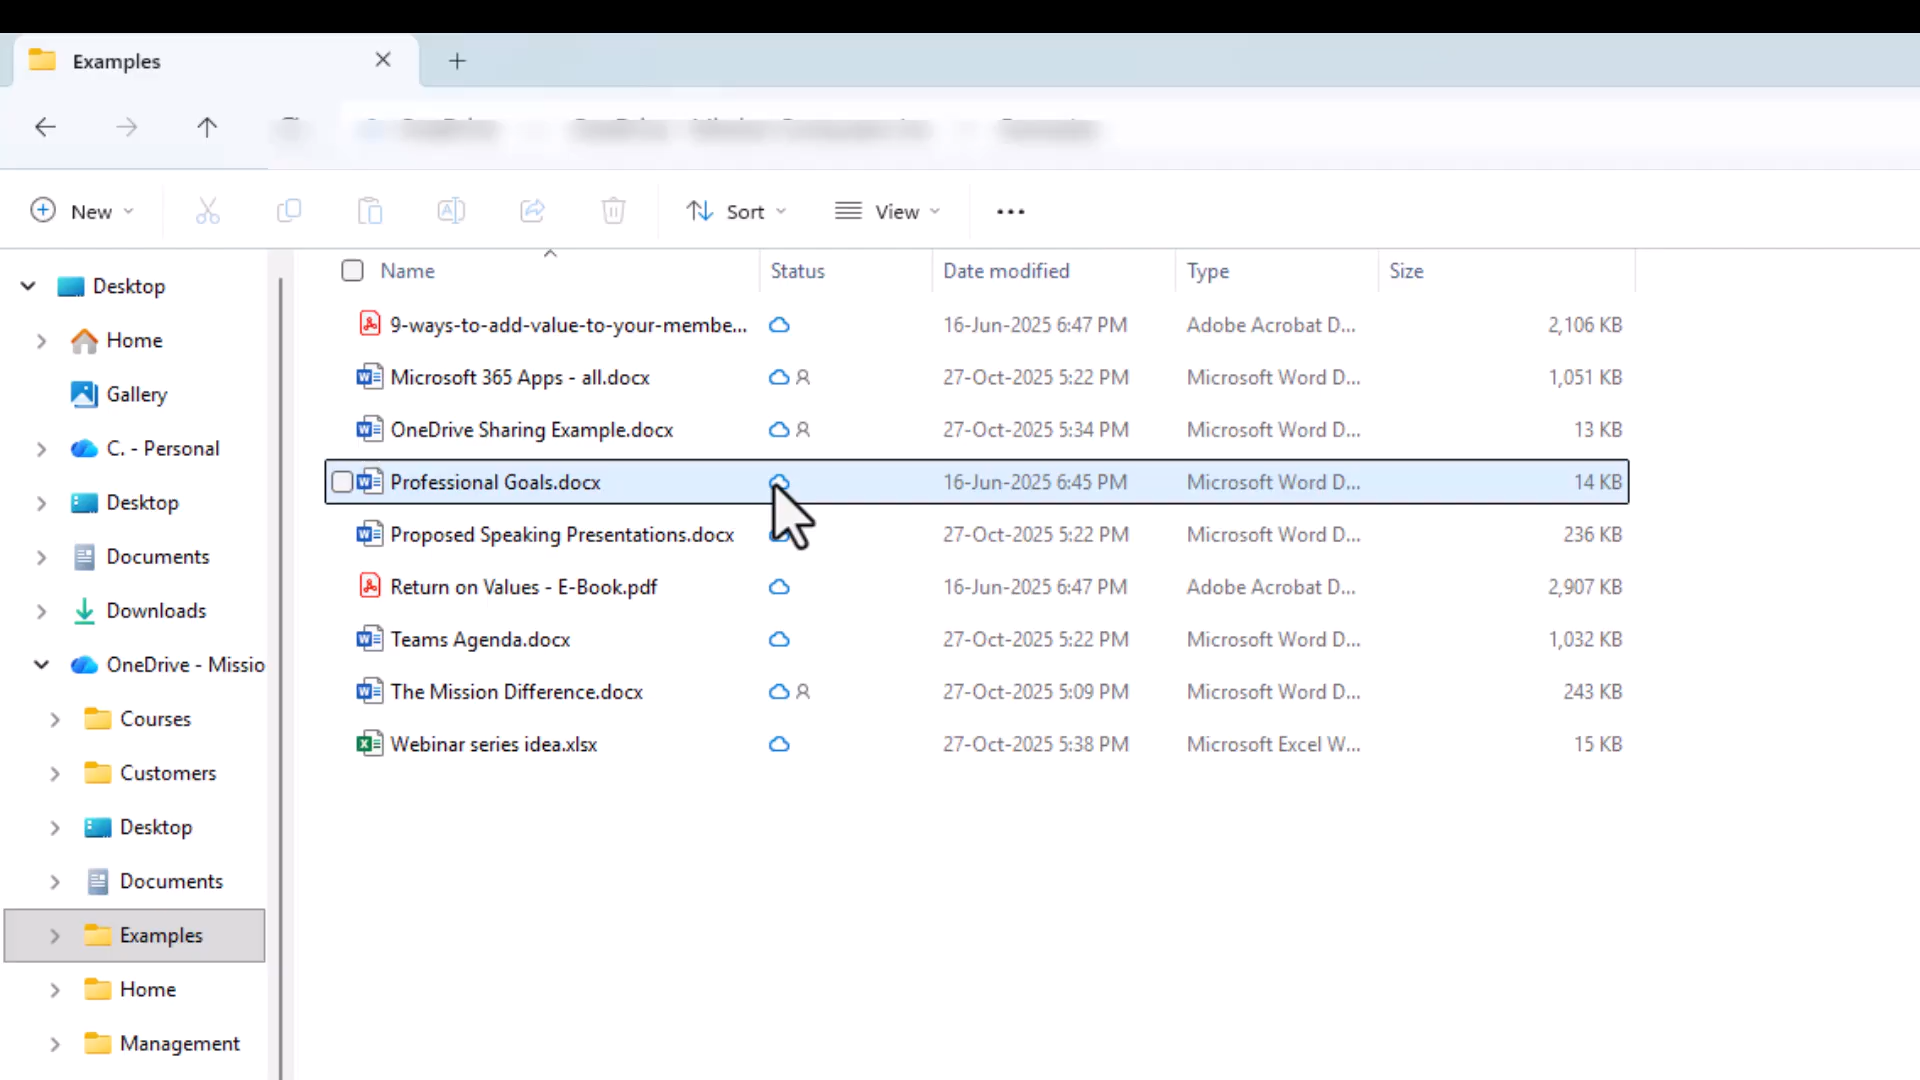 Examples
New
Sort
View
Name Status Date modified Type Size
9-ways-to-add-value-to-your-membe... 16-Jun-2025 6:47 PM Adobe Acrobat D... 2,106 KB
Microsoft 365 Apps - all.docx 27-Oct-2025 5:22 PM Microsoft Word D... 1,051 KB
OneDrive Sharing Example.docx 27-Oct-2025 5:34 PM Microsoft Word D... 13 KB
Professional Goals.docx 16-Jun-2025 6:45 PM Microsoft Word D... 14 KB
Proposed Speaking Presentations.docx 27-Oct-2025 5:22 PM Microsoft Word D... 236 KB
Return on Values - E-Book.pdf 16-Jun-2025 6:47 PM Adobe Acrobat D... 2,907 KB
Teams Agenda.docx 27-Oct-2025 5:22 PM Microsoft Word D... 1,032 KB
The Mission Difference.docx 27-Oct-2025 5:09 PM Microsoft Word D... 243 KB
Webinar series idea.xlsx 27-Oct-2025 5:38 PM Microsoft Excel W... 15 KB
Desktop
Home
Gallery
C. - Personal
Desktop
Documents
Downloads
OneDrive - Missio
Courses
Customers
Desktop
Documents
Examples
Home
Management